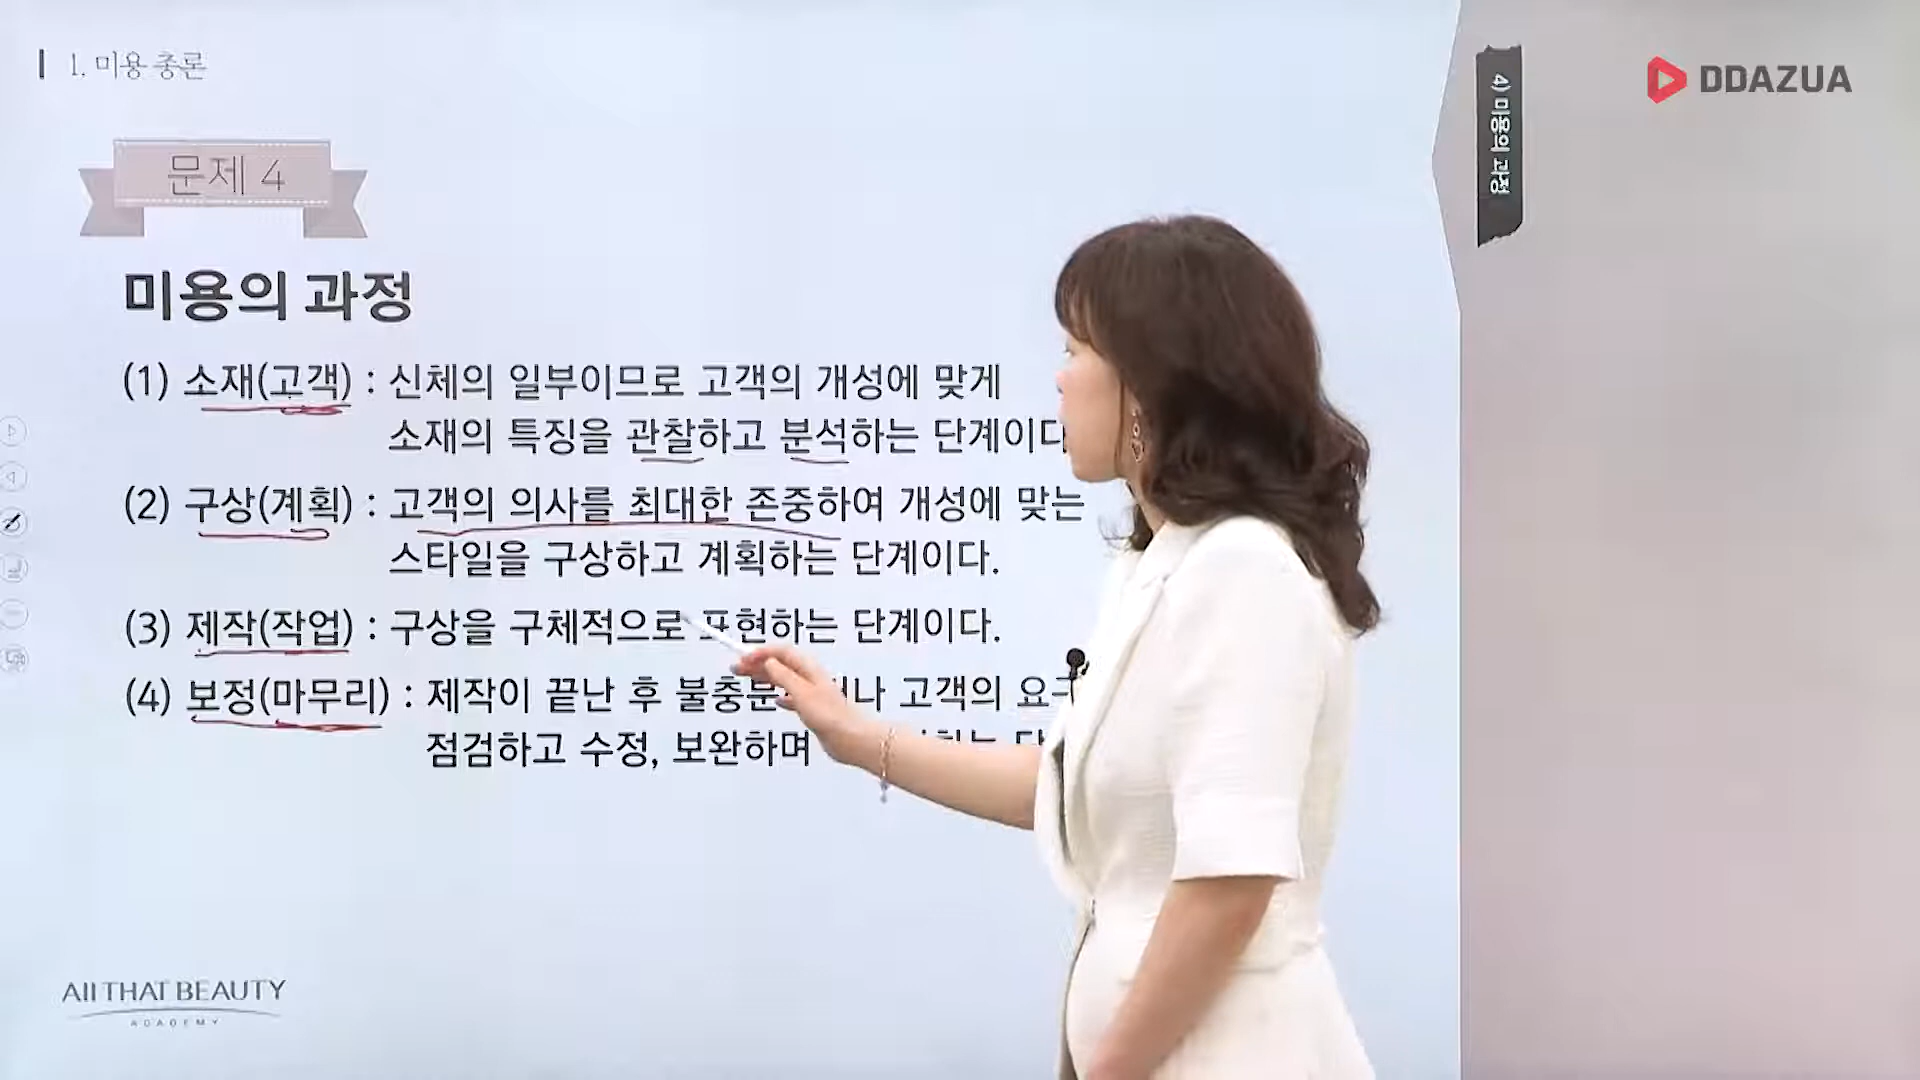 1. 미용 총론
문제 4
미용의 과정
(1) 소재(고객) : 신체의 일부이므로 고객의 개성에 맞게
소재의 특징을 관찰하고 분석하는 단계이다
(2) 구상(계획) : 고객의 의사를 최대한 존중하여 개성에 맞는
스타일을 구상하고 계획하는 단계이다.
(3) 제작(작업) : 구상을 구체적으로 표현하는 단계이다.
(4) 보정(마무리) : 제작이 끝난 후 고객의
점검하고 수정, 보완하며
All THAT BEAUTY
ACADEMY
4) 미용의 과정
DDAZUA